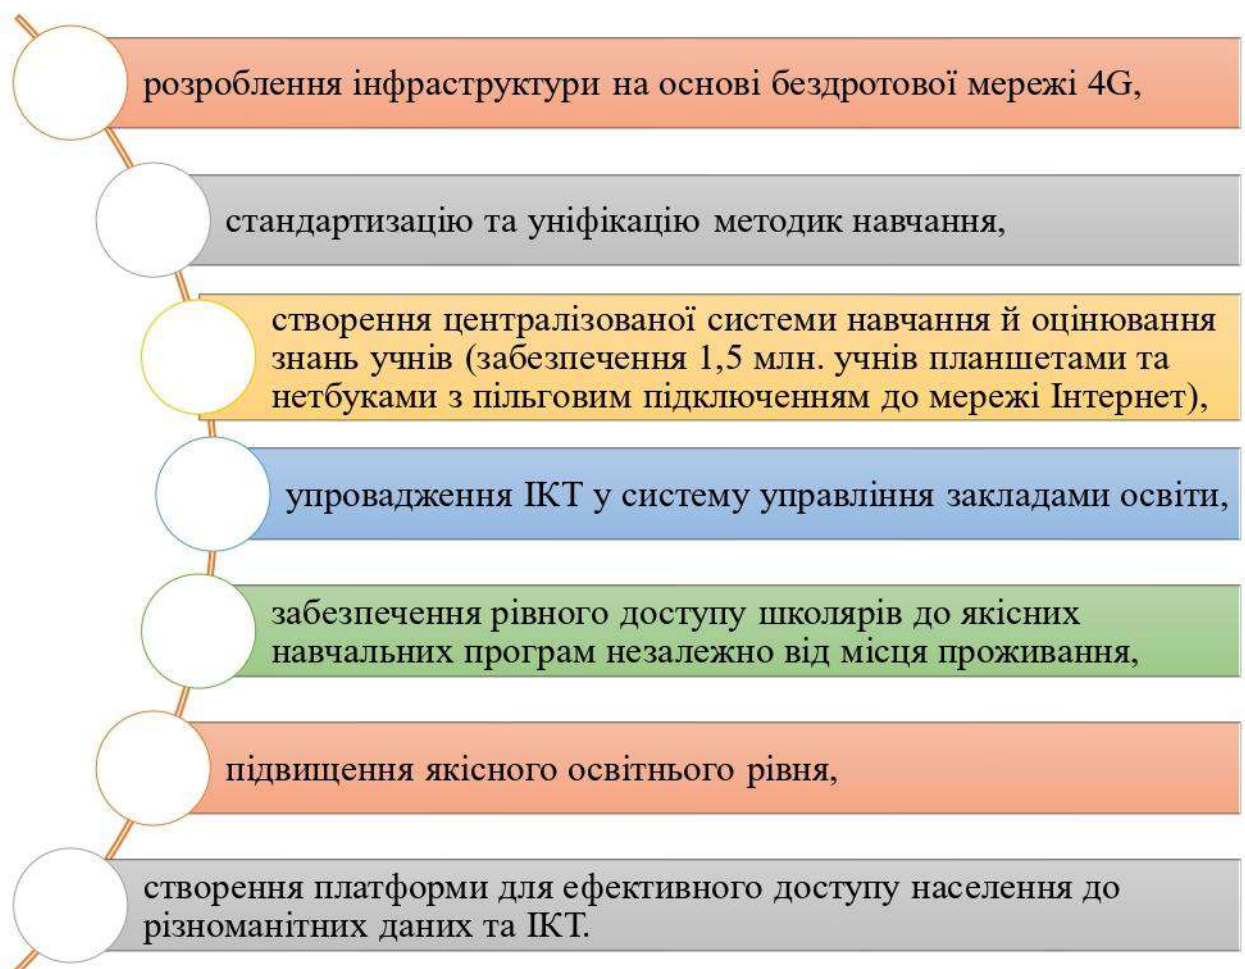 розроблення інфраструктури на основі бездротової мережі 4G,
стандартизацію та уніфікацію методик навчання,
створення централізованої системи навчання й оцінювання
знань учнів (забезпечення 1,5 млн. учнів планшетами та
нетбуками з пільговим підключенням до мережі Інтернет),
упровадження ІКТ у систему управління закладами освіти,
забезпечення рівного доступу школярів до якісних
навчальних програм незалежно від місця проживання,
підвищення якісного освітнього рівня,
створення платформи для ефективного доступу населення до
різноманітних даних та ІКТ.